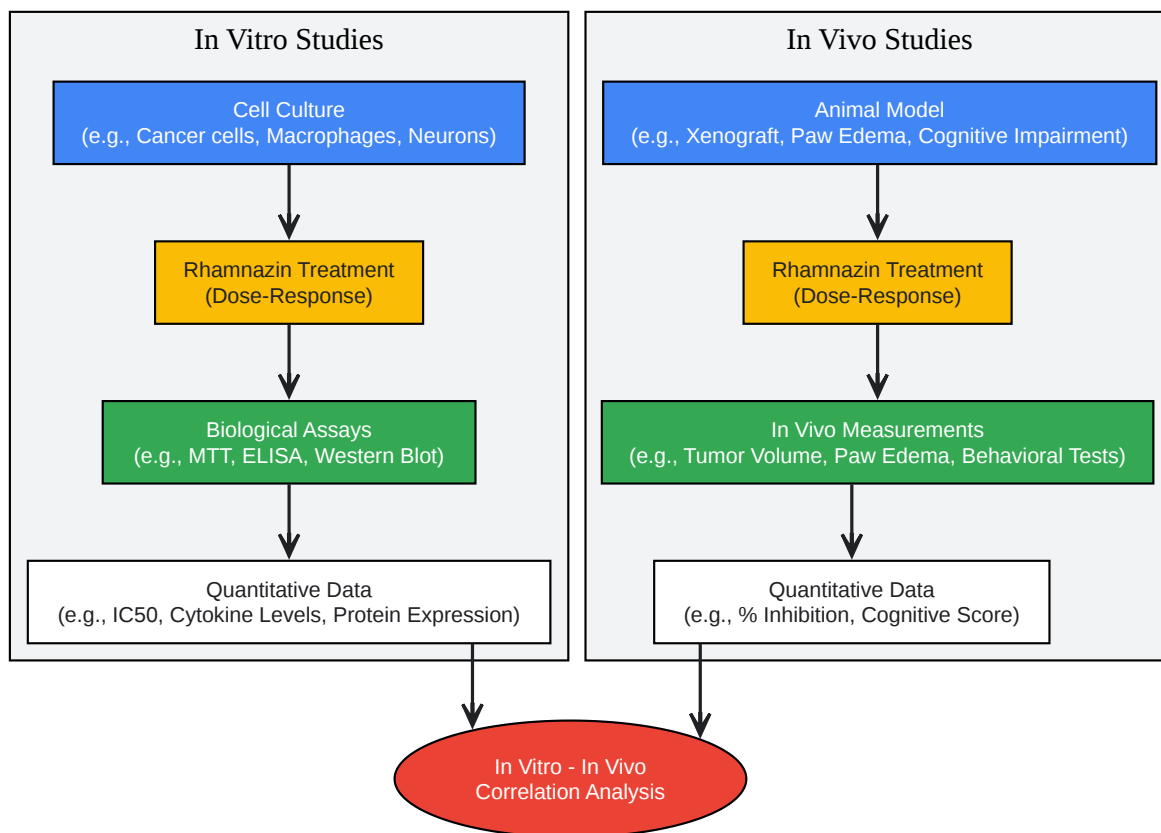 In Vitro Studies
Cell Culture
(e.g., Cancer cells, Macrophages, Neurons)
Rhamnazin Treatment
(Dose-Response)
Biological Assays
(e.g., MTT, ELISA, Western Blot)
Quantitative Data
(e.g., IC50, Cytokine Levels, Protein Expression)
In Vivo Studies
Animal Model
(e.g., Xenograft, Paw Edema, Cognitive Impairment)
Rhamnazin Treatment
(Dose-Response)
In Vivo Measurements
(e.g., Tumor Volume, Paw Edema, Behavioral Tests)
Quantitative Data
(e.g., % Inhibition, Cognitive Score)
In Vitro - In Vivo
Correlation Analysis